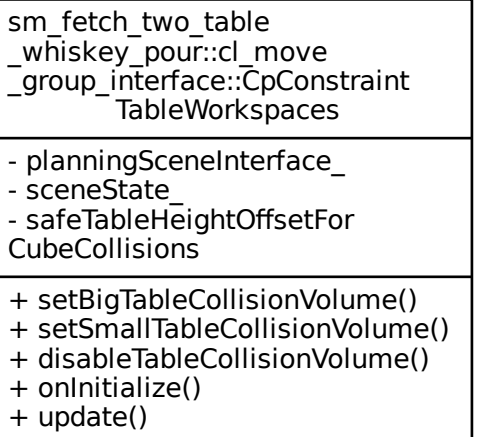 sm_fetch_two_table
_whiskey_pour::cl_move
_group_interface::CpConstraint
TableWorkspaces
- planningSceneInterface_
- sceneState_
- safeTableHeightOffsetFor
CubeCollisions
+ setBigTableCollisionVolume()
+ setSmallTableCollisionVolume()
+ disableTableCollisionVolume()
+ onInitialize()
+ update()